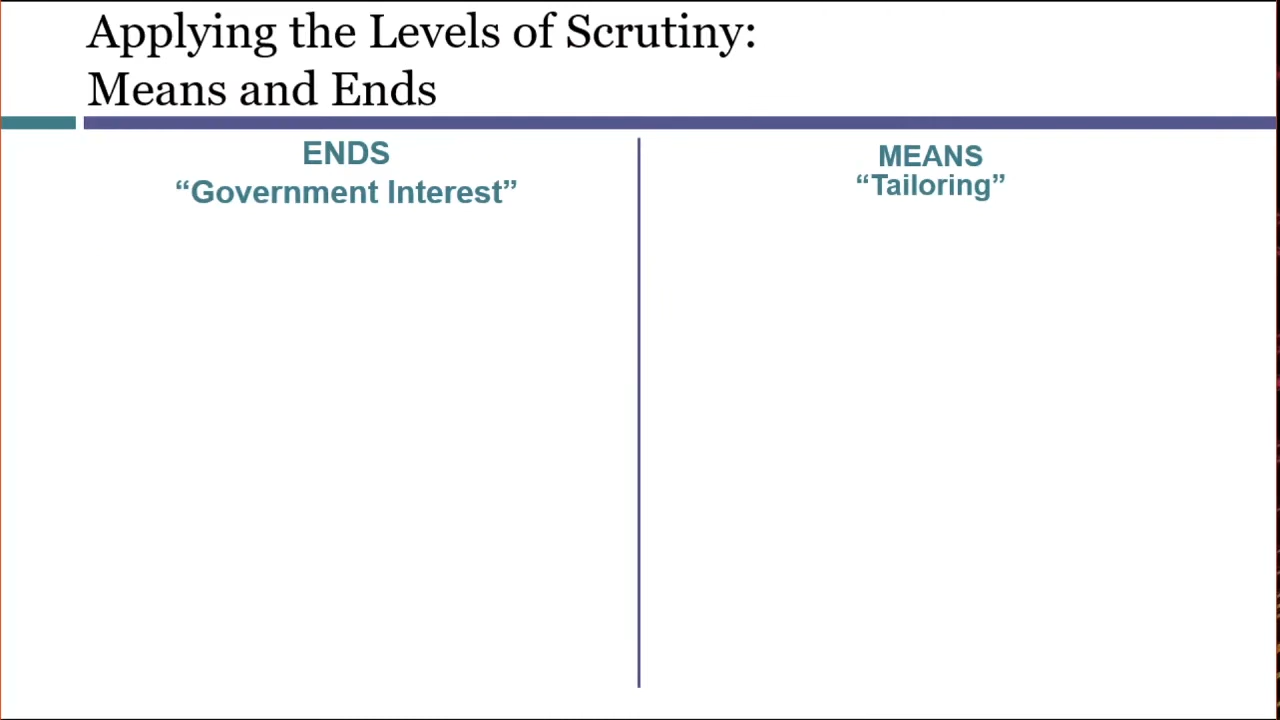 Applying the Levels of Scrutiny:
Means and Ends
ENDS
“Government Interest”
MEANS
“Tailoring”